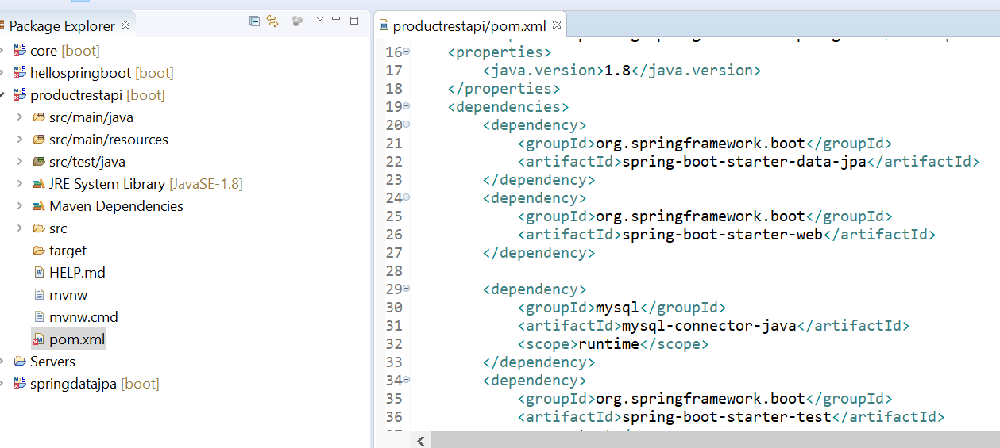 Package Explorer
core [boot]
hellospringboot [boot]
productrestapi [boot]
src/main/java
src/main/resources
src/test/java
JRE System Library [JavaSE-1.8]
Maven Dependencies
src
target
HELP.md
mvnw
mvnw.cmd
pom.xml
Servers
springdatajpa [boot]
productrestapi/pom.xml
16 <properties>
17 <java.version>1.8</java.version>
18 </properties>
19 <dependencies>
20 <dependency>
21 <groupId>org.springframework.boot</groupId>
22 <artifactId>spring-boot-starter-data-jpa</artifactId>
23 </dependency>
24 <dependency>
25 <groupId>org.springframework.boot</groupId>
26 <artifactId>spring-boot-starter-web</artifactId>
27 </dependency>
28
29 <dependency>
30 <groupId>mysql</groupId>
31 <artifactId>mysql-connector-java</artifactId>
32 <scope>runtime</scope>
33 </dependency>
34 <dependency>
35 <groupId>org.springframework.boot</groupId>
36 <artifactId>spring-boot-starter-test</artifactId>